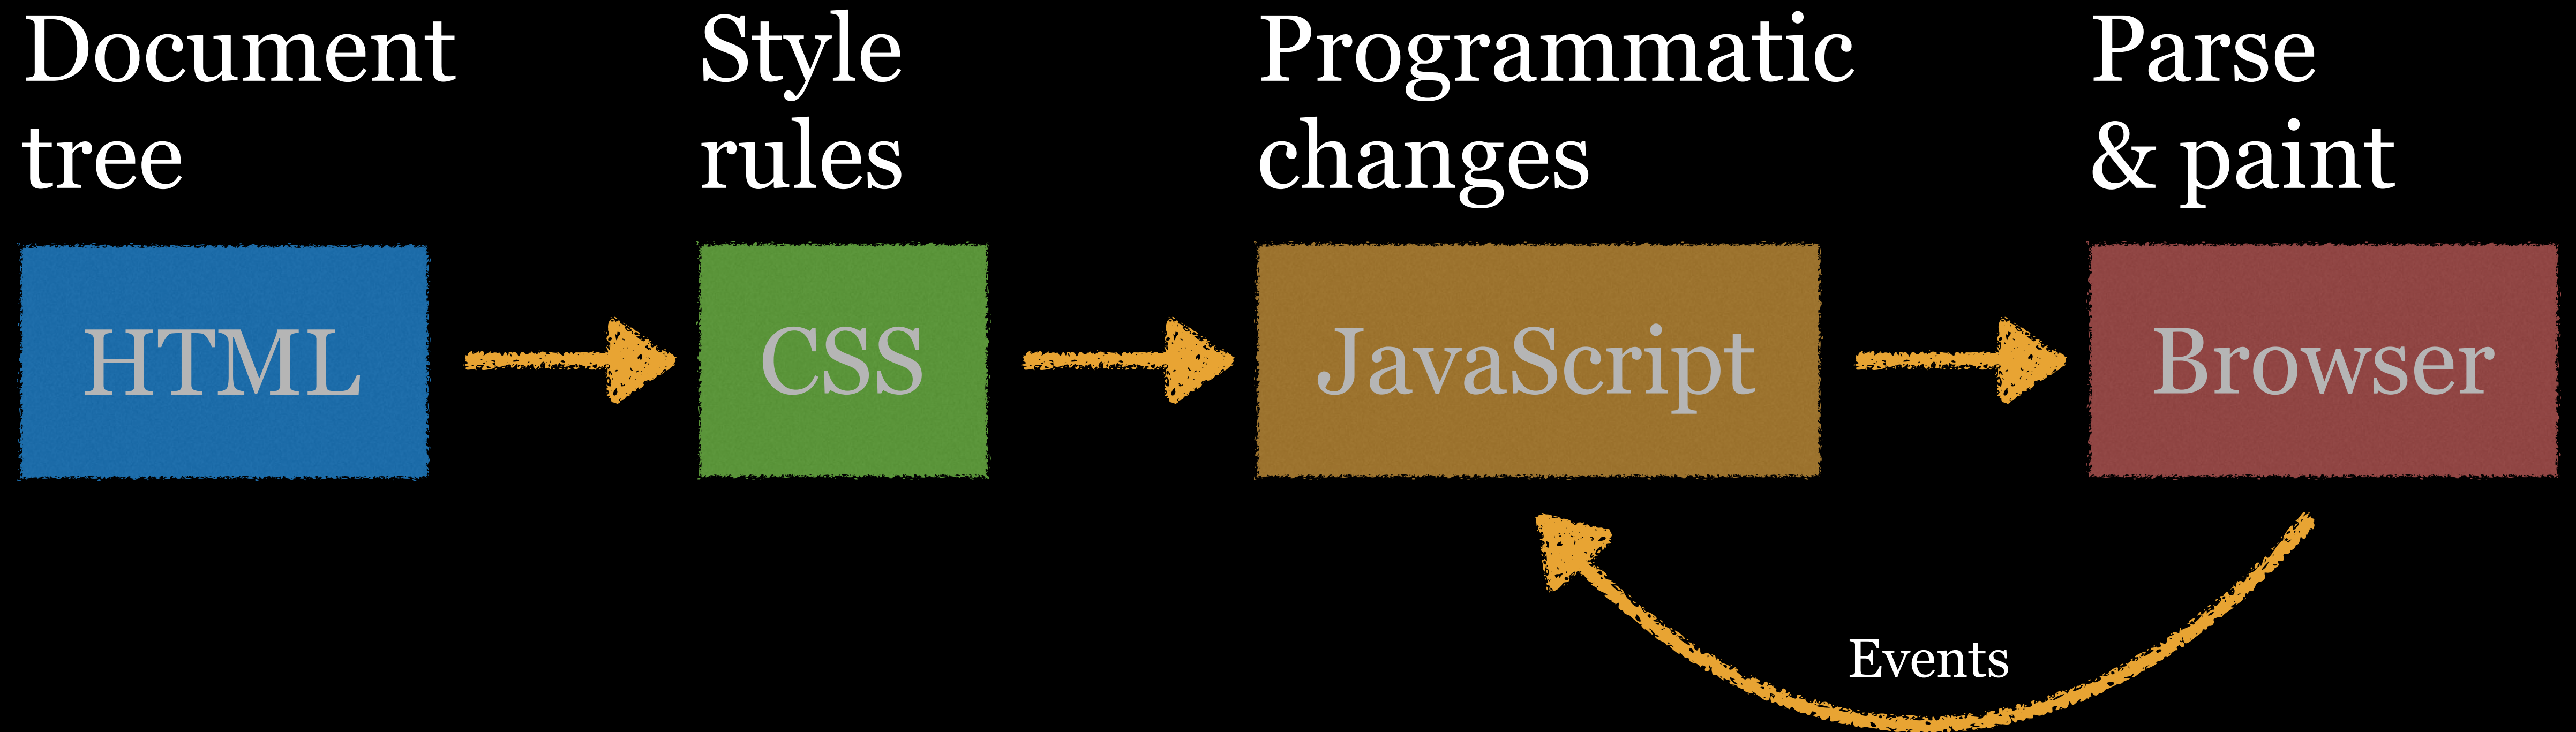 Document
tree
Style
rules
Programmatic
changes
Parse
& paint
HTML
CSS
JavaScript
Browser
Events